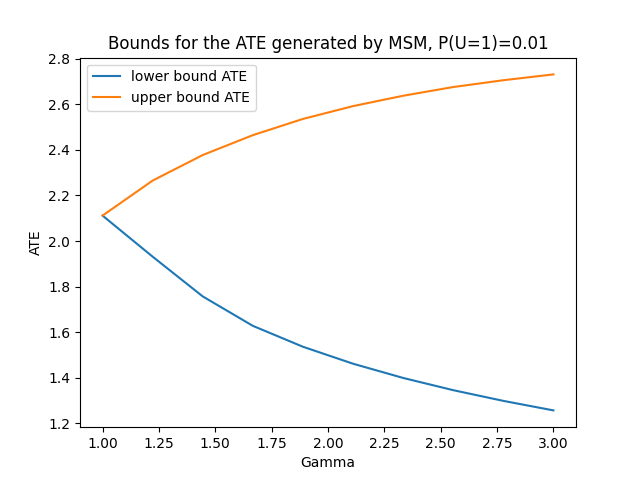 Bounds for the ATE generated by MSM, P(U=1)=0.01
lower bound ATE
upper bound ATE
2.8
2.6
2.4
2.2
2.0
1.8
1.6
1.4
1.2
ATE
1.00 1.25 1.50 1.75 2.00 2.25 2.50 2.75 3.00
Gamma